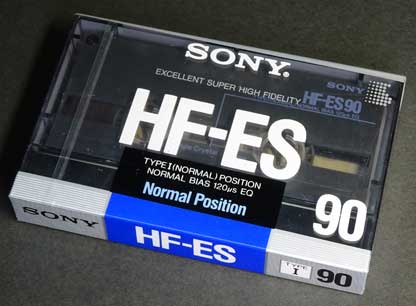 SONY.
EXCELLENT SUPER HIGH FIDELITY
SONY
HF-ES90
HF-ES
TYPE I (NORMAL) POSITION
NORMAL BIAS 120μs EQ
Normal Position
90
SONY
HF-ES
TYPE
I
90